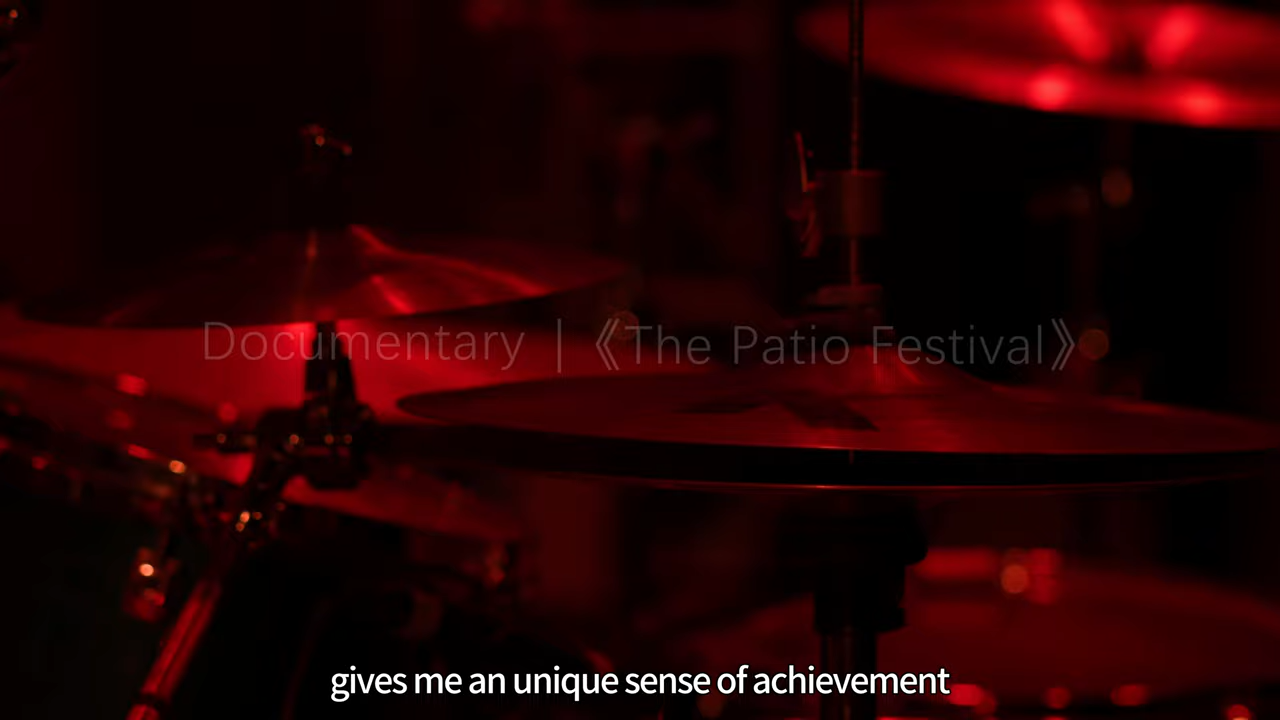 Documentary | 《The Patio Festival》
gives me an unique sense of achievement